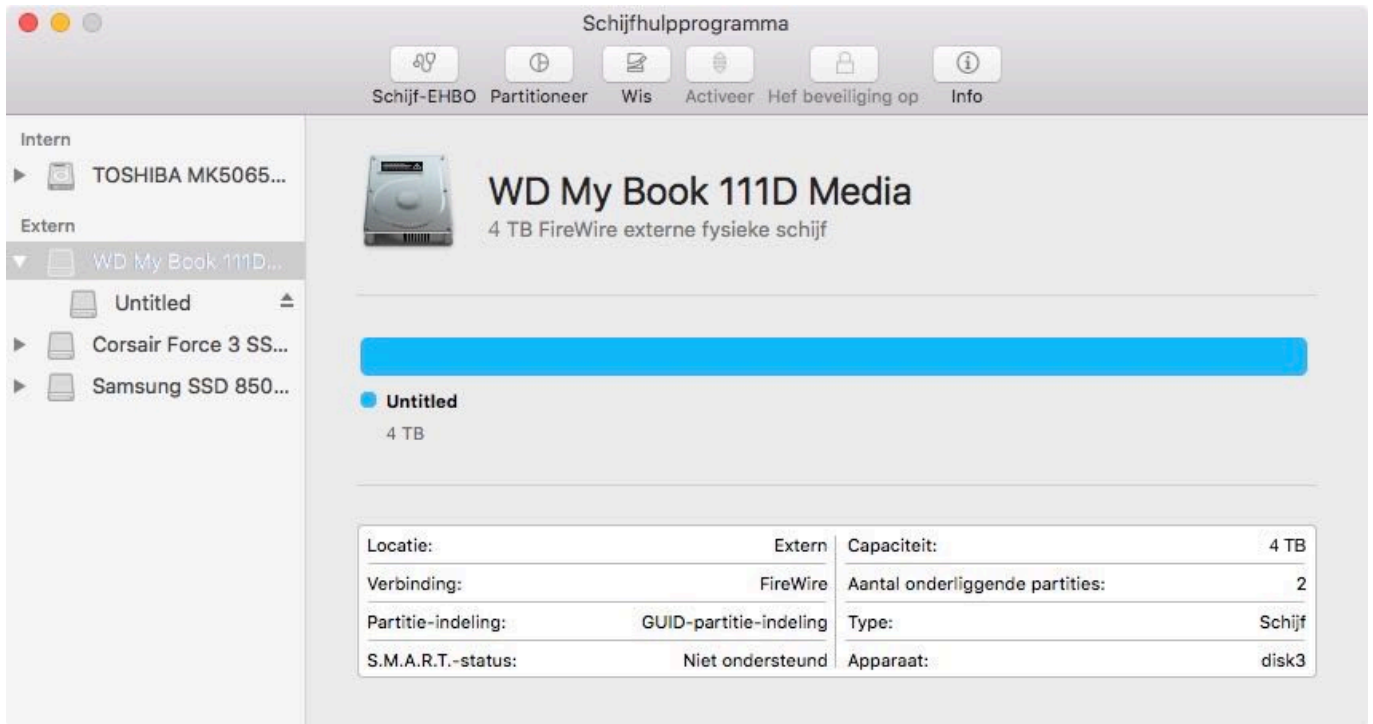 Schijfhulpprogramma
Schijf-EHBO Partitioneer Wis Activeer Hef beveiliging op Info
Intern
TOSHIBA MK5065...
Extern
WD My Book 111D...
Untitled
Corsair Force 3 SS...
Samsung SSD 850...
WD My Book 111D Media
4 TB FireWire externe fysieke schijf
Untitled
4 TB
Locatie: Extern Capaciteit: 4 TB
Verbinding: FireWire Aantal onderliggende partities: 2
Partitie-indeling: GUID-partitie-indeling Type: Schijf
S.M.A.R.T.-status: Niet ondersteund Apparaat: disk3